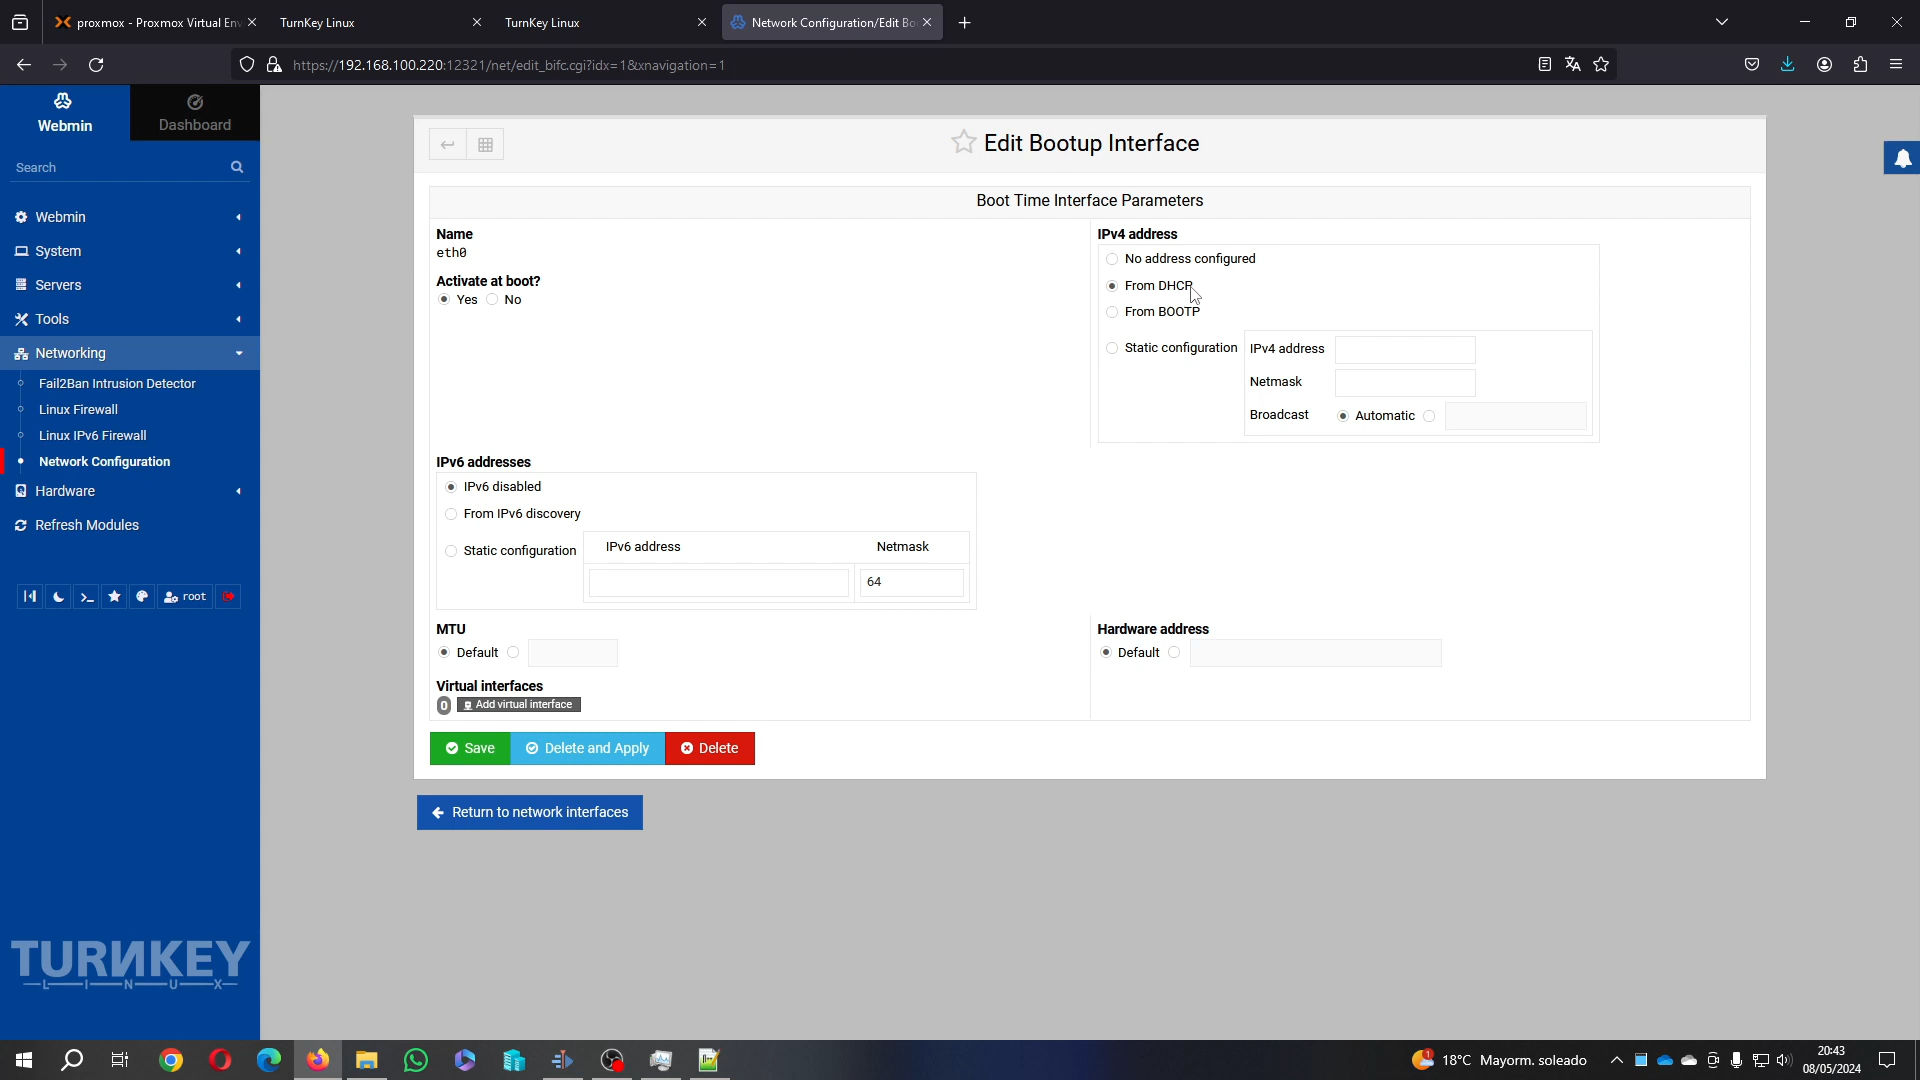 proxmox - Proxmox Virtual Env
TurnKey Linux
TurnKey Linux
Network Configuration/Edit Bo
https://192.168.100.220:12321/net/edit_bifc.cgi?idx=1&xnavigation=1
Webmin
Dashboard
Search
Webmin
System
Servers
Tools
Networking
Fail2Ban Intrusion Detector
Linux Firewall
Linux IPv6 Firewall
Network Configuration
Hardware
Refresh Modules
root
TURNKEY
LINUX
Edit Bootup Interface
Boot Time Interface Parameters
Name
eth0
Activate at boot?
Yes No
IPv4 address
No address configured
From DHCP
From BOOTP
Static configuration IPv4 address
Netmask
Broadcast Automatic
IPv6 addresses
IPv6 disabled
From IPv6 discovery
Static configuration IPv6 address Netmask
64
MTU
Default
Hardware address
Default
Virtual interfaces
0 Add virtual interface
Save Delete and Apply Delete
Return to network interfaces
1
18°C Mayorm. soleado
20:43
08/05/2024